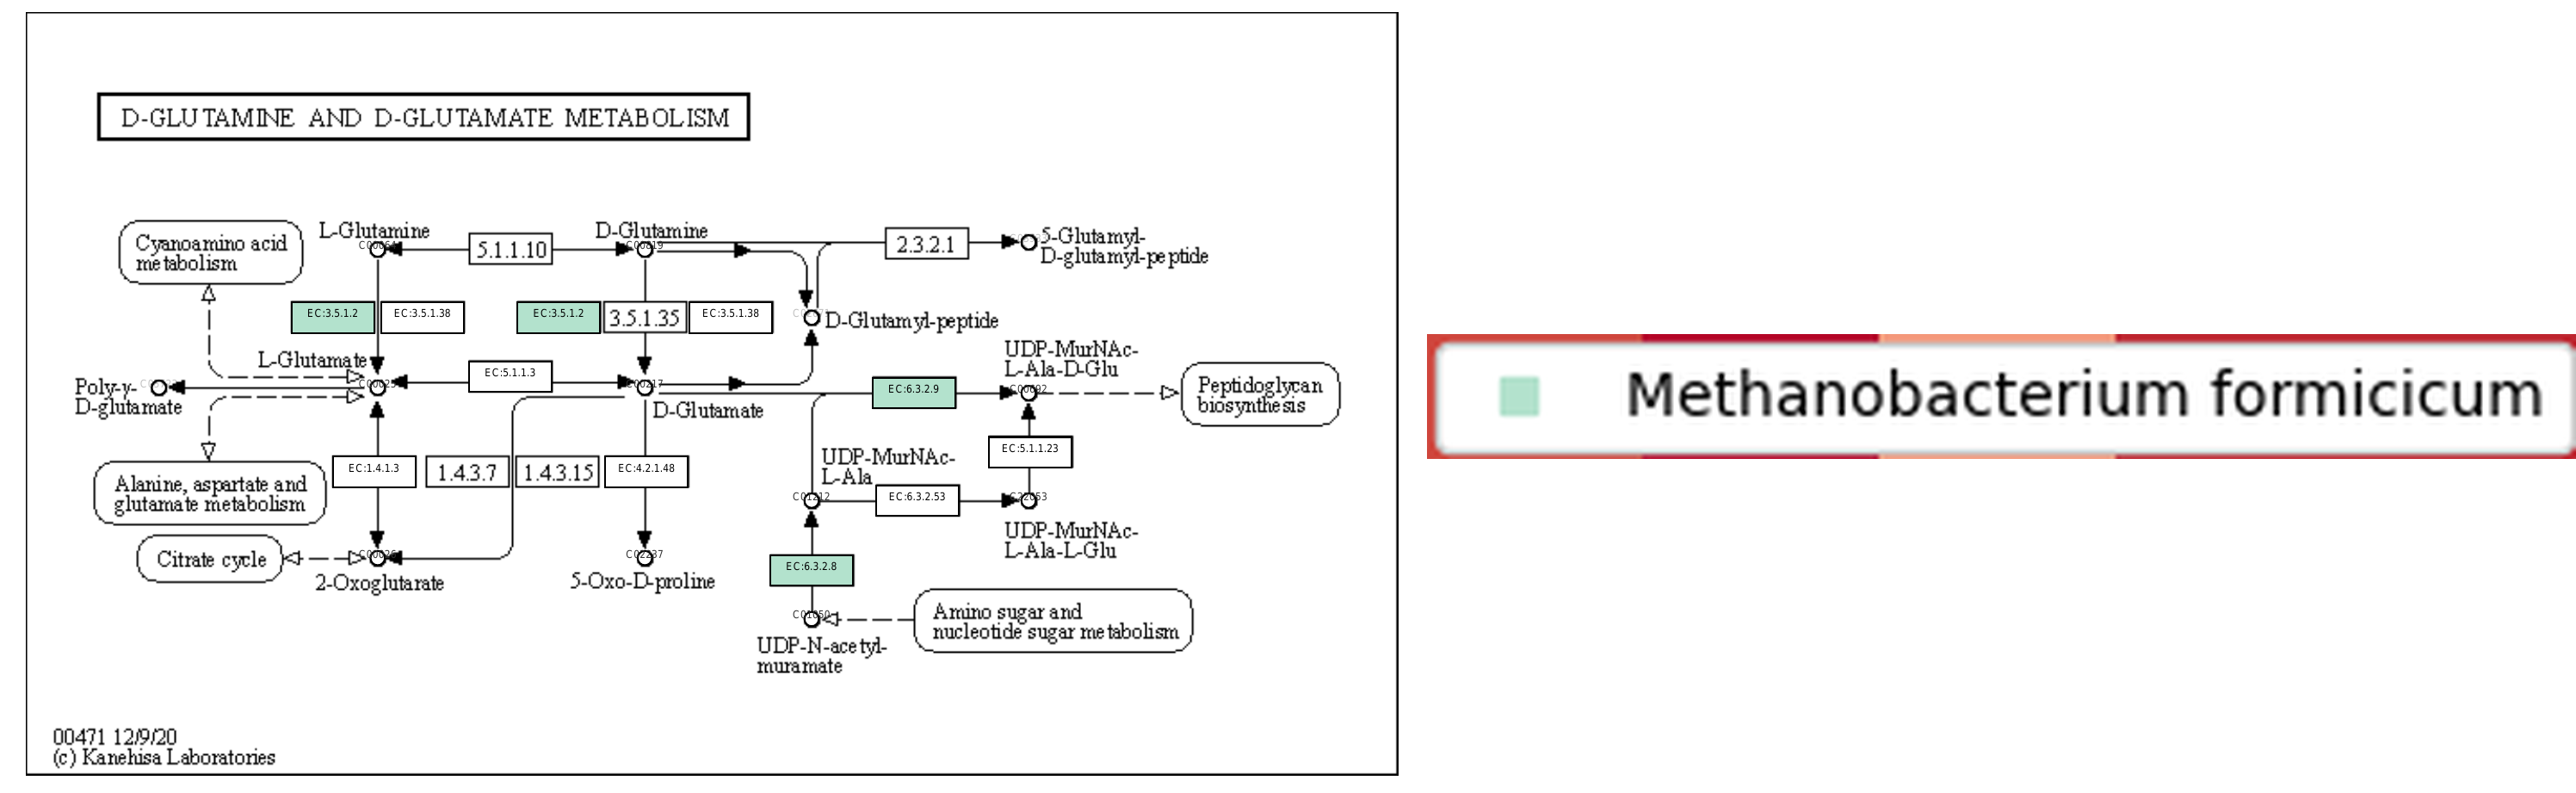 D-GLUTAMINE AND D-GLUTAMATE METABOLISM
Cyanoamino acid
metabolism
L-Glutamine
5.1.1.10
D-Glutamine
2.3.2.1
5-Glutamyl-
D-glutamyl-peptide
EC:3.5.1.2
EC:3.5.1.38
EC:3.5.1.2
3.5.1.35
EC:3.5.1.38
D-Glutamyl-peptide
L-Glutamate
EC:5.1.1.3
UDP-MurNAc-
L-Ala-D-Glu
Poly-γ-
D-glutamate
C00217
D-Glutamate
EC:6.3.2.9
Peptidoglycan
biosynthesis
Methanobacterium formicicum
Alanine, aspartate and
glutamate metabolism
EC:1.4.1.3
1.4.3.7
1.4.3.15
EC:4.2.1.48
UDP-MurNAc-
L-Ala
EC:5.1.1.23
C01212
EC:6.3.2.53
UDP-MurNAc-
L-Ala-L-Glu
Citrate cycle
2-Oxoglutarate
C02237
5-Oxo-D-proline
EC:6.3.2.8
Amino sugar and
nucleotide sugar metabolism
UDP-N-acetyl-
muramate
00471 12/9/20
(c) Kanehisa Laboratories